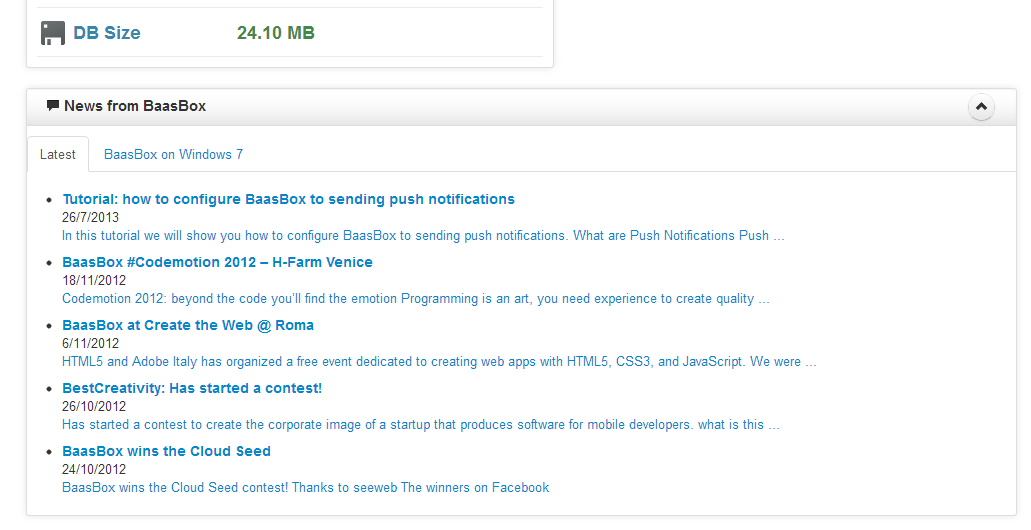 DB Size 24.10 MB
News from BaasBox
Latest BaasBox on Windows 7
Tutorial: how to configure BaasBox to sending push notifications
26/7/2013
In this tutorial we will show you how to configure BaasBox to sending push notifications. What are Push Notifications Push ...
BaasBox #Codemotion 2012 – H-Farm Venice
18/11/2012
Codemotion 2012: beyond the code you’ll find the emotion Programming is an art, you need experience to create quality ...
BaasBox at Create the Web @ Roma
6/11/2012
HTML5 and Adobe Italy has organized a free event dedicated to creating web apps with HTML5, CSS3, and JavaScript. We were ...
BestCreativity: Has started a contest!
26/10/2012
Has started a contest to create the corporate image of a startup that produces software for mobile developers. what is this ...
BaasBox wins the Cloud Seed
24/10/2012
BaasBox wins the Cloud Seed contest! Thanks to seeweb The winners on Facebook